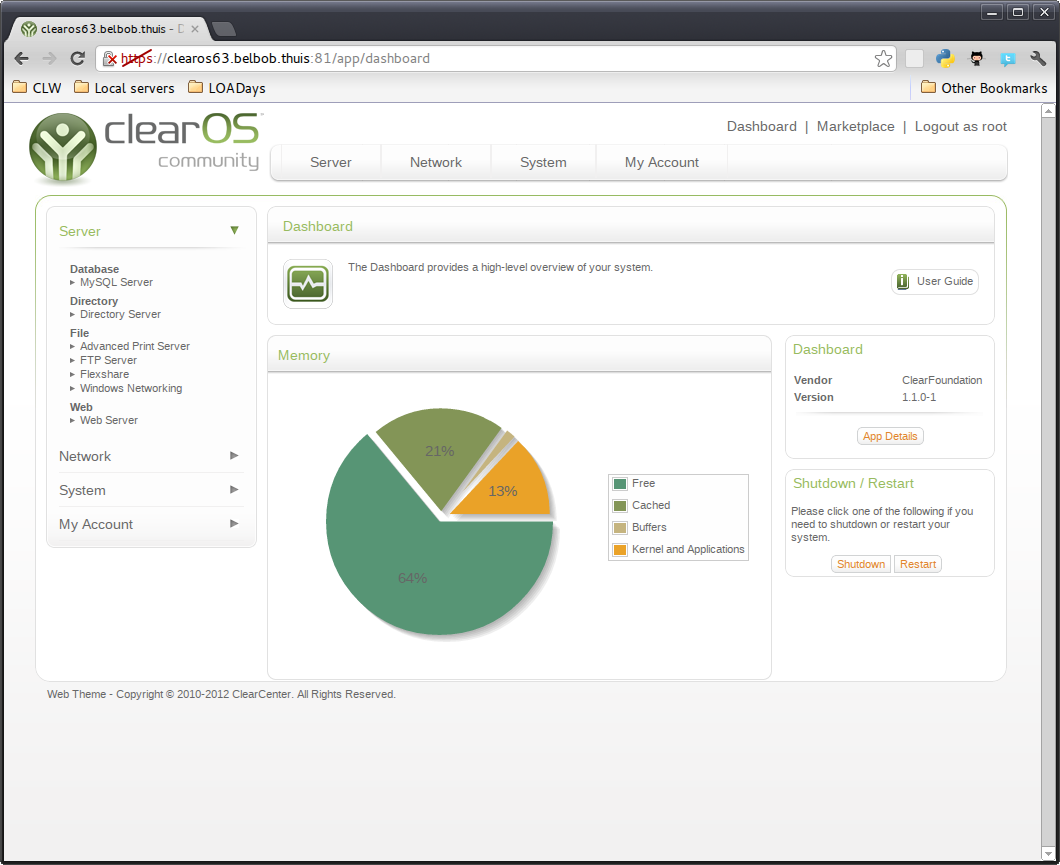 clearos63.belbob.thuis - D
https://clearos63.belbob.thuis:81/app/dashboard
CLW
Local servers
LOADays
Other Bookmarks
clearOS
community
Dashboard | Marketplace | Logout as root
Server
Network
System
My Account
Server
Database
MySQL Server
Directory
Directory Server
File
Advanced Print Server
FTP Server
Flexshare
Windows Networking
Web
Web Server
Network
System
My Account
Dashboard
The Dashboard provides a high-level overview of your system.
User Guide
Memory
21%
13%
64%
Free
Cached
Buffers
Kernel and Applications
Dashboard
Vendor ClearFoundation
Version 1.1.0-1
App Details
Shutdown / Restart
Please click one of the following if you
need to shutdown or restart your
system.
Shutdown
Restart
Web Theme - Copyright © 2010-2012 ClearCenter. All Rights Reserved.